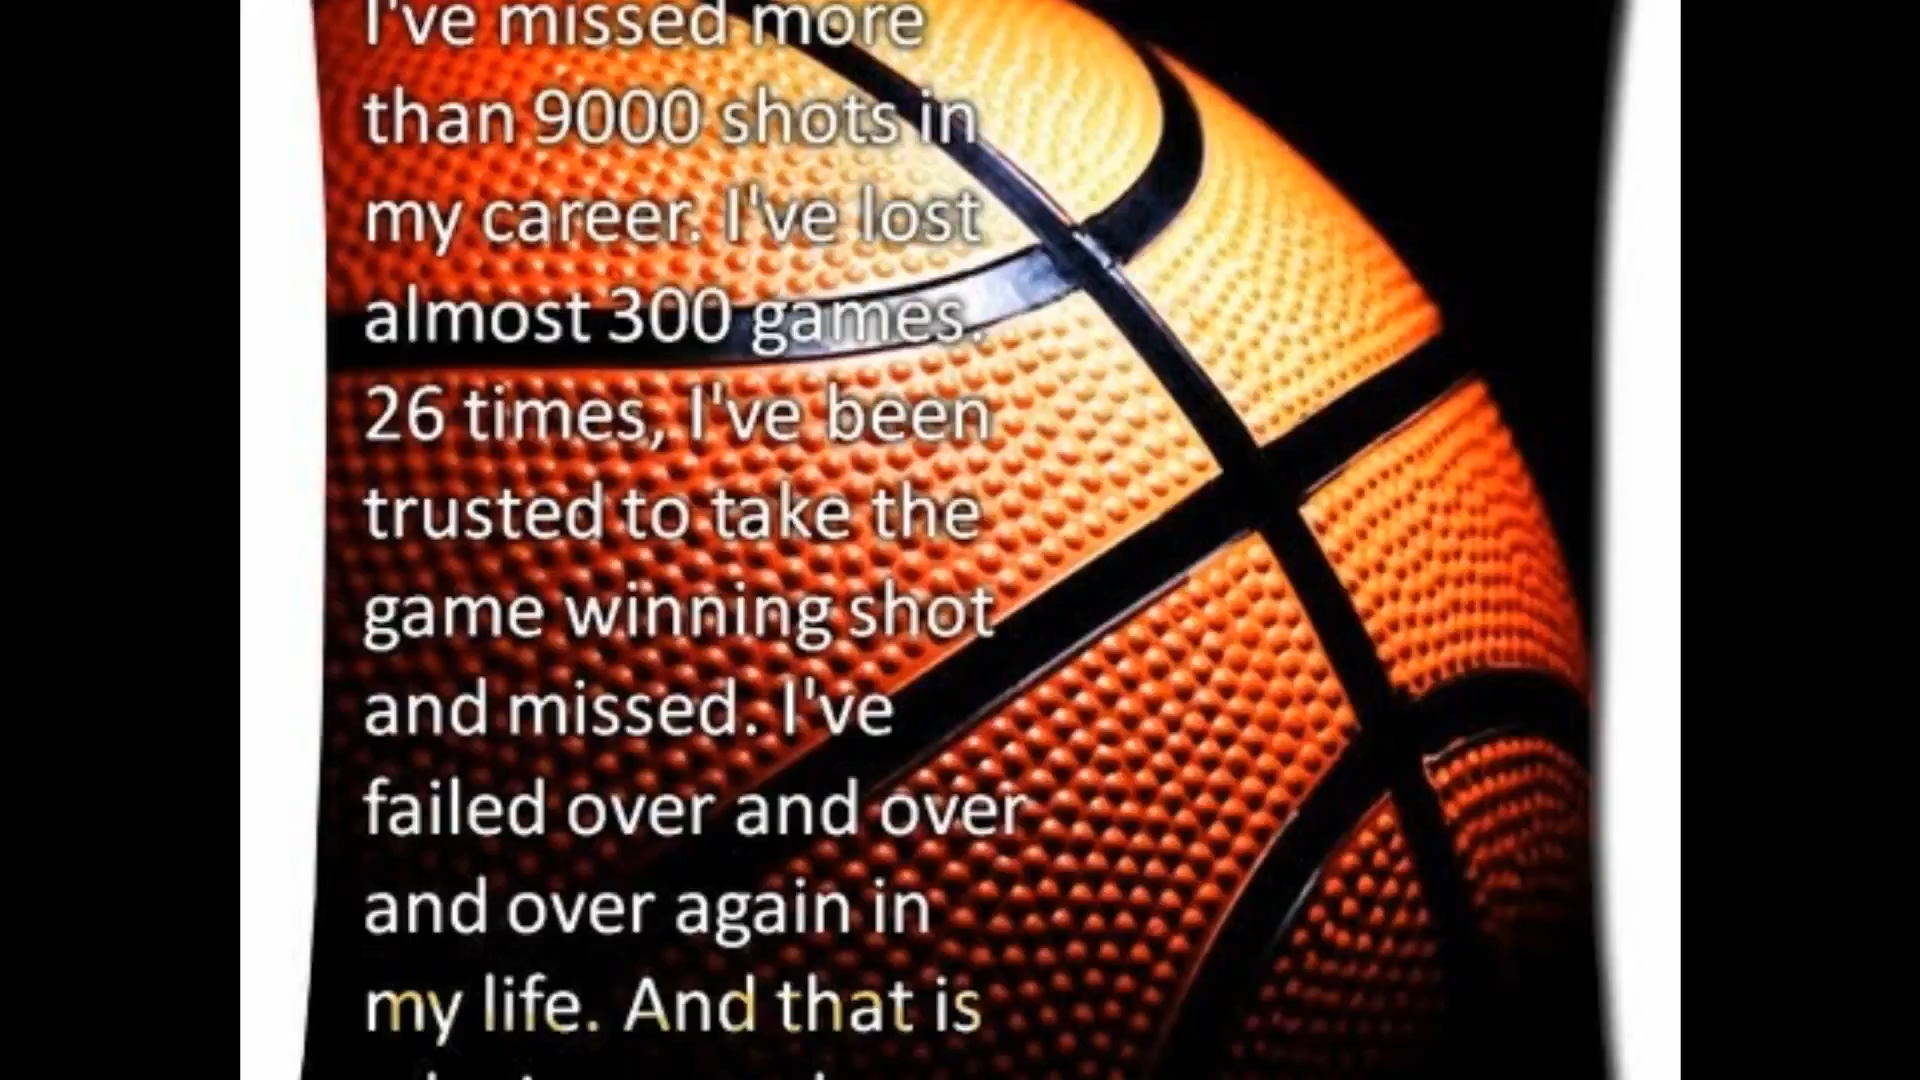 I've missed more
than 9000 shots in
my career. I've lost
almost 300 games.
26 times, I've been
trusted to take the
game winning shot
and missed. I've
failed over and over
and over again in
my life. And that is